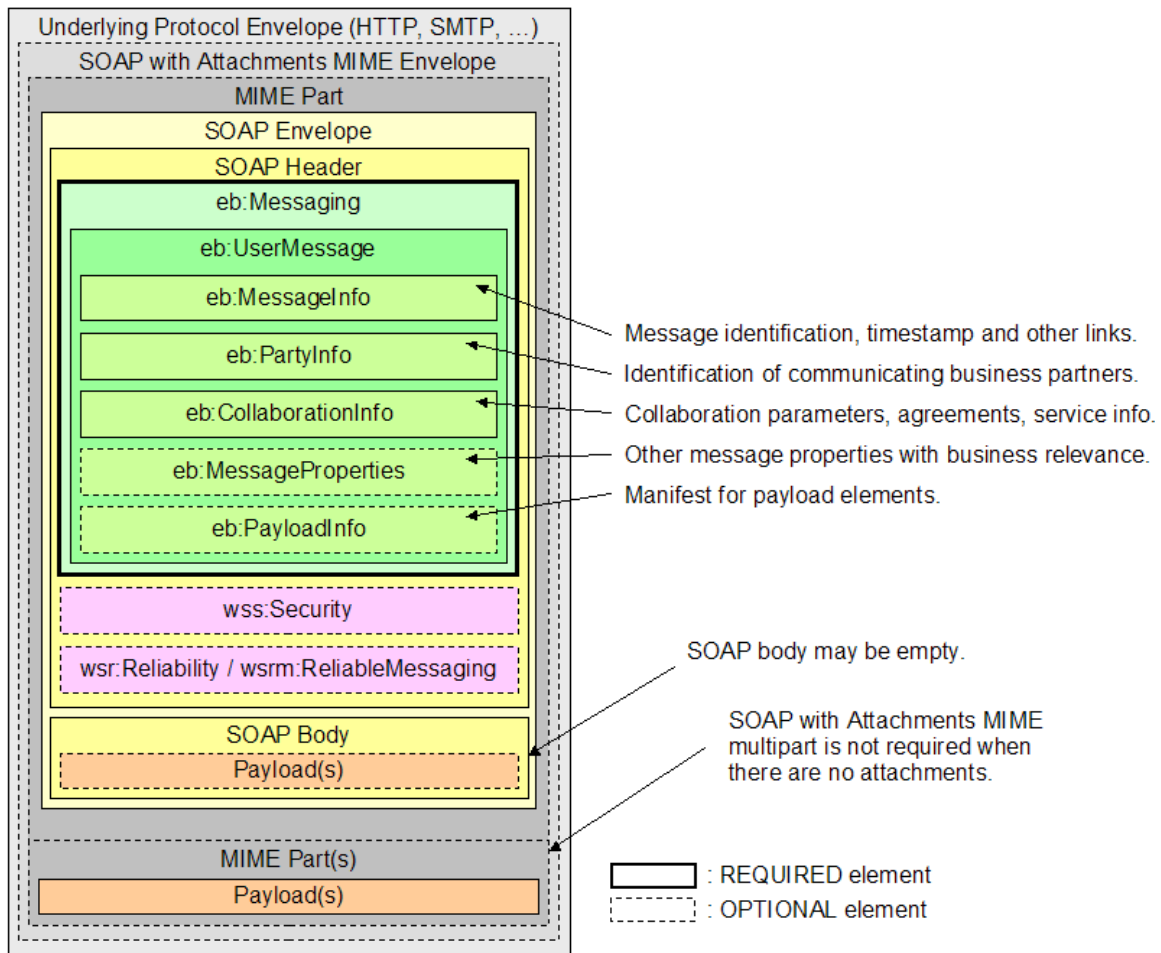 Underlying Protocol Envelope (HTTP, SMTP, …)
SOAP with Attachments MIME Envelope
MIME Part
SOAP Envelope
SOAP Header
eb:Messaging
eb:UserMessage
eb:MessageInfo
eb:PartyInfo
eb:CollaborationInfo
eb:MessageProperties
eb:PayloadInfo
Message identification, timestamp and other links.
Identification of communicating business partners.
Collaboration parameters, agreements, service info.
Other message properties with business relevance.
Manifest for payload elements.
wss:Security
wsr:Reliability / wsrm:ReliableMessaging
SOAP Body
Payload(s)
SOAP body may be empty.
SOAP with Attachments MIME
multipart is not required when
there are no attachments.
MIME Part(s)
Payload(s)
: REQUIRED element
: OPTIONAL element